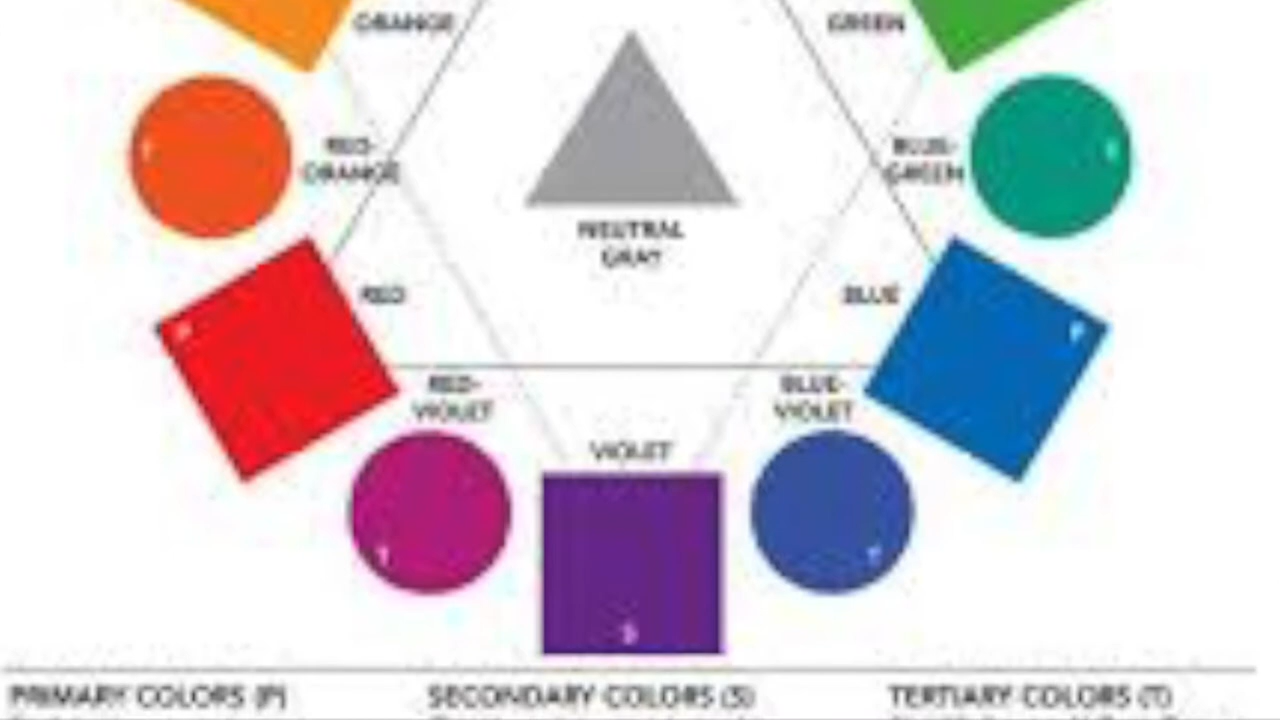 ORANGE
GREEN
RED-
ORANGE
BLUE-
GREEN
NEUTRAL
GRAY
RED
BLUE
RED-
VIOLET
BLUE-
VIOLET
VIOLET
S
PRIMARY COLORS (P)
SECONDARY COLORS (S)
TERTIARY COLORS (T)